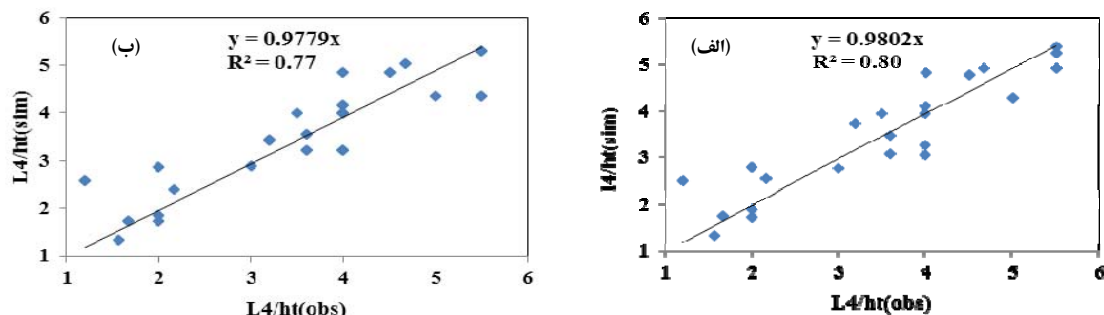 (ب)
y = 0.9779x
R² = 0.77
L4/ht(sim)
6
5
4
3
2
1
1 2 3 4 5 6
L4/ht(obs)
(الف)
y = 0.9802x
R² = 0.80
l4/ht(sim)
6
5
4
3
2
1
1 2 3 4 5 6
L4/ht(obs)